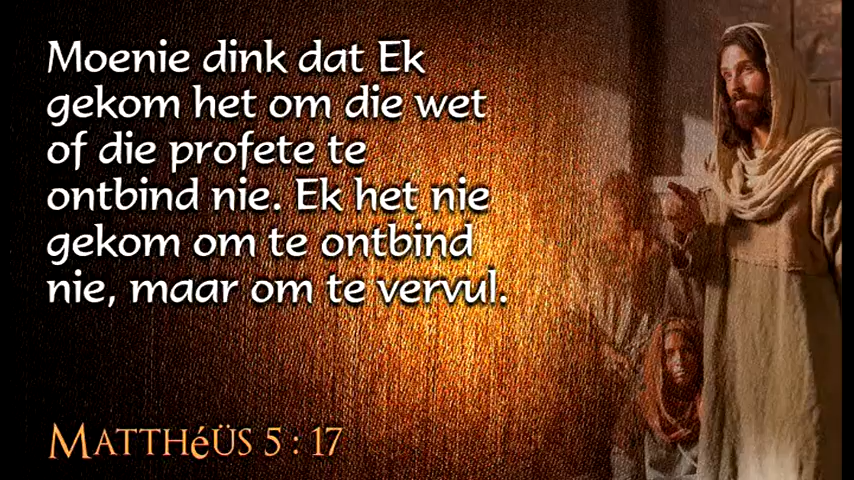 Moenie dink dat Ek
gekom het om die wet
of die profete te
ontbind nie. Ek het nie
gekom om te ontbind
nie, maar om te vervul.
Matthéüs 5 : 17